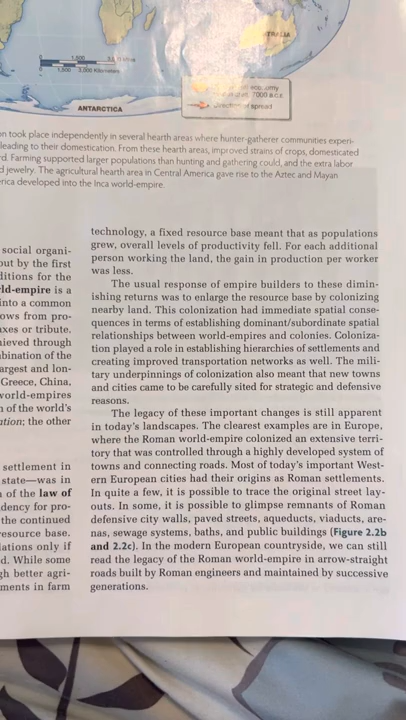 TRALIA
1,500
1,500 3,000 Kilometers
economy
7000 B.C.E.
Direction of spread
ANTARCTICA
n took place independently in several hearth areas where hunter-gatherer communities experi-
leading to their domestication. From these hearth areas, improved strains of crops, domesticated
d. Farming supported larger populations than hunting and gathering could, and the extra labor
d jewelry. The agricultural hearth area in Central America gave rise to the Aztec and Mayan
rica developed into the Inca world-empire.
social organi-
out by the first
ditions for the
rld-empire is a
into a common
ows from pro-
axes or tribute.
hieved through
bination of the
argest and lon-
Greece, China,
world-empires
n of the world's
ation; the other
settlement in
state—was in
n of the law of
dency for pro-
the continued
resource base.
lations only if
d. While some
gh better agri-
ments in farm
technology, a fixed resource base meant that as populations
grew, overall levels of productivity fell. For each additional
person working the land, the gain in production per worker
was less.
The usual response of empire builders to these dimin-
ishing returns was to enlarge the resource base by colonizing
nearby land. This colonization had immediate spatial conse-
quences in terms of establishing dominant/subordinate spatial
relationships between world-empires and colonies. Coloniza-
tion played a role in establishing hierarchies of settlements and
creating improved transportation networks as well. The mili-
tary underpinnings of colonization also meant that new towns
and cities came to be carefully sited for strategic and defensive
reasons.
The legacy of these important changes is still apparent
in today's landscapes. The clearest examples are in Europe,
where the Roman world-empire colonized an extensive terri-
tory that was controlled through a highly developed system of
towns and connecting roads. Most of today's important West-
ern European cities had their origins as Roman settlements.
In quite a few, it is possible to trace the original street lay-
outs. In some, it is possible to glimpse remnants of Roman
defensive city walls, paved streets, aqueducts, viaducts, are-
nas, sewage systems, baths, and public buildings (Figure 2.2b
and 2.2c). In the modern European countryside, we can still
read the legacy of the Roman world-empire in arrow-straight
roads built by Roman engineers and maintained by successive
generations.